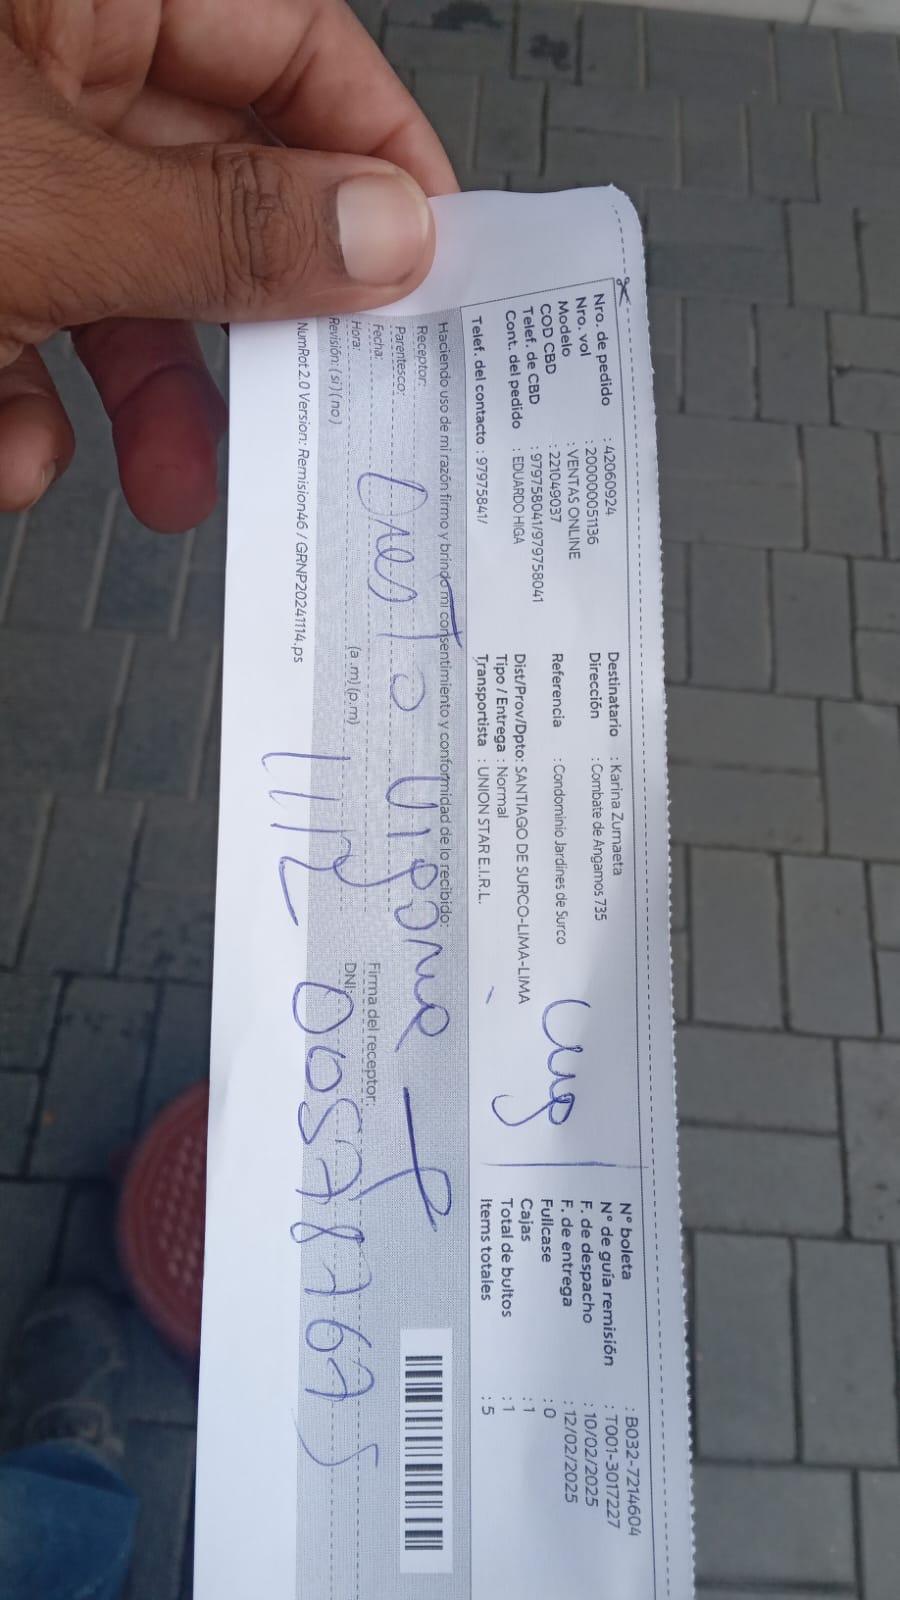 Nro. de pedido : 42060924
Nro. vol : 200000051136
Modelo : VENTAS ONLINE
COD CBD : 221049037
Telef. de CBD : 979758041/979758041
Cont. del pedido : EDUARDO HIGA
Telef. del contacto : 97975841/
Destinatario : Karina Zumaeta
Dirección : Combate de Angamos 735
Referencia : Condominio Jardines de Surco
Dist/Prov/Dpto: SANTIAGO DE SURCO-LIMA-LIMA
Tipo / Entrega : Normal
Transportista : UNION STAR E.I.R.L.
N° boleta : B032-7214604
N° de guía remisión : T001-3017227
F. de despacho : 10/02/2025
F. de entrega : 12/02/2025
Fullcase : 0
Cajas : 1
Total de bultos : 1
Items totales : 5
Haciendo uso de mi razón firmo y brindo mi consentimiento y conformidad de lo recibido:
Receptor:
Parentesco:
Fecha:
Hora: (a .m) (p.m)
Revisión: (si) (no)
Firma del receptor:
DNI:
NumRot2.0 Version: Remision46 / GRNP20241114.ps